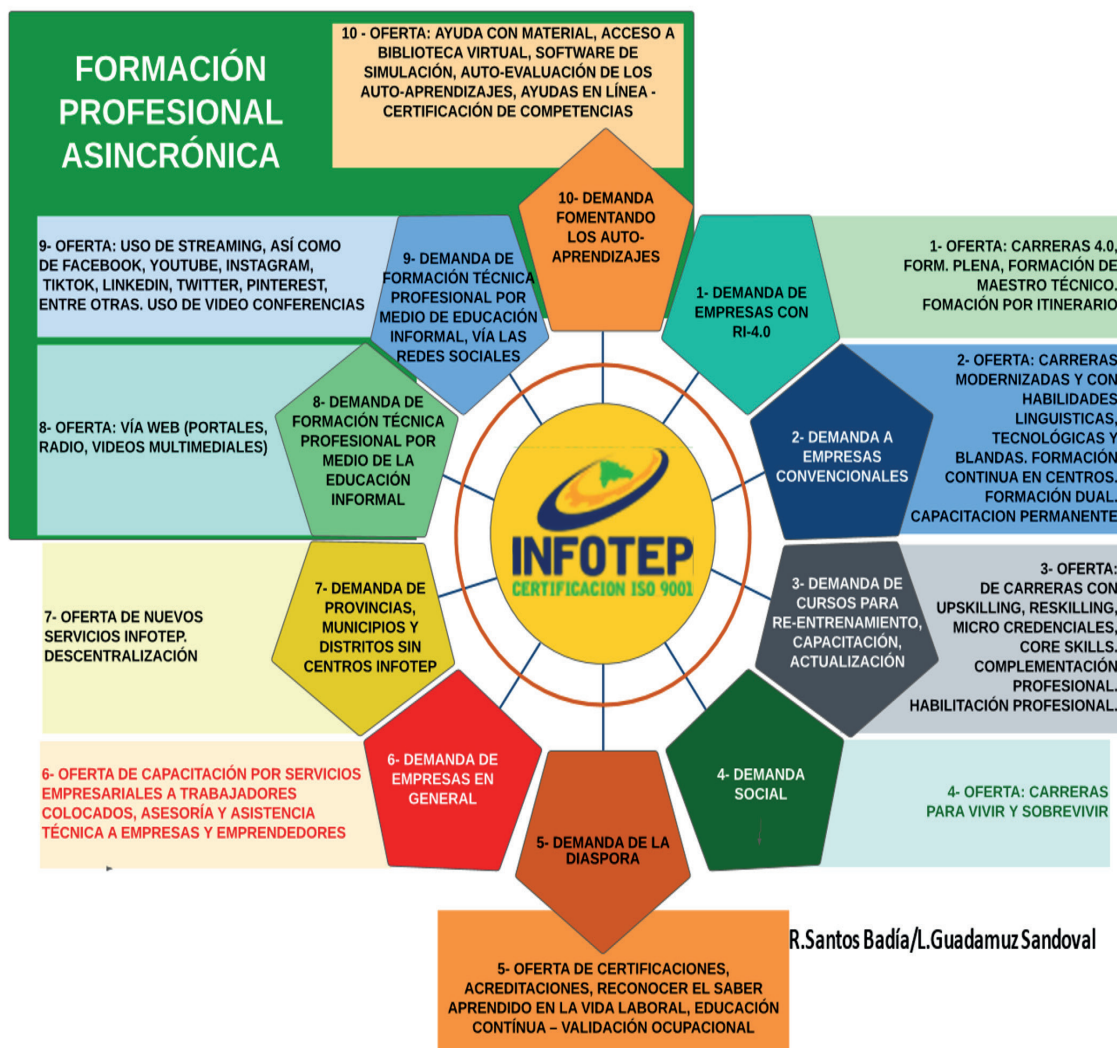 FORMACIÓN
PROFESIONAL
ASINCRÓNICA
10 - OFERTA: AYUDA CON MATERIAL, ACCESO A
BIBLIOTECA VIRTUAL, SOFTWARE DE
SIMULACIÓN, AUTO-EVALUACIÓN DE LOS
AUTO-APRENDIZAJES, AYUDAS EN LÍNEA -
CERTIFICACIÓN DE COMPETENCIAS
10- DEMANDA
FOMENTANDO
LOS AUTO-
APRENDIZAJES
9- OFERTA: USO DE STREAMING, ASÍ COMO
DE FACEBOOK, YOUTUBE, INSTAGRAM,
TIKTOK, LINKEDIN, TWITTER, PINTEREST,
ENTRE OTRAS. USO DE VIDEO CONFERENCIAS
9- DEMANDA DE
FORMACIÓN TÉCNICA
PROFESIONAL POR
MEDIO DE EDUCACIÓN
INFORMAL, VÍA LAS
REDES SOCIALES
1- DEMANDA DE
EMPRESAS CON
RI-4.0
1- OFERTA: CARRERAS 4.0,
FORM. PLENA, FORMACIÓN DE
MAESTRO TÉCNICO.
FOMACIÓN POR ITINERARIO
8- OFERTA: VÍA WEB (PORTALES,
RADIO, VIDEOS MULTIMEDIALES)
8- DEMANDA DE
FORMACIÓN TÉCNICA
PROFESIONAL POR
MEDIO DE LA
EDUCACIÓN
INFORMAL
2- DEMANDA A
EMPRESAS
CONVENCIONALES
2- OFERTA: CARRERAS
MODERNIZADAS Y CON
HABILIDADES
LINGUISTICAS,
TECNOLÓGICAS Y
BLANDAS. FORMACIÓN
CONTINUA EN CENTROS.
FORMACIÓN DUAL.
CAPACITACION PERMANENTE
INFOTEP
CERTIFICACION ISO 9001
7- OFERTA DE NUEVOS
SERVICIOS INFOTEP.
DESCENTRALIZACIÓN
7- DEMANDA DE
PROVINCIAS,
MUNICIPIOS Y
DISTRITOS SIN
CENTROS INFOTEP
3- DEMANDA DE
CURSOS PARA
RE-ENTRENAMIENTO,
CAPACITACIÓN,
ACTUALIZACIÓN
3- OFERTA:
DE CARRERAS CON
UPSKILLING, RESKILLING,
MICRO CREDENCIALES,
CORE SKILLS.
COMPLEMENTACIÓN
PROFESIONAL.
HABILITACIÓN PROFESIONAL.
6- OFERTA DE CAPACITACIÓN POR SERVICIOS
EMPRESARIALES A TRABAJADORES
COLOCADOS, ASESORÍA Y ASISTENCIA
TÉCNICA A EMPRESAS Y EMPRENDEDORES
6- DEMANDA DE
EMPRESAS EN
GENERAL
4- DEMANDA
SOCIAL
4- OFERTA: CARRERAS
PARA VIVIR Y SOBREVIVIR
5- DEMANDA DE LA
DIASPORA
R.Santos Badía/L.Guadamuz Sandoval
5- OFERTA DE CERTIFICACIONES,
ACREDITACIONES, RECONOCER EL SABER
APRENDIDO EN LA VIDA LABORAL, EDUCACIÓN
CONTÍNUA – VALIDACIÓN OCUPACIONAL